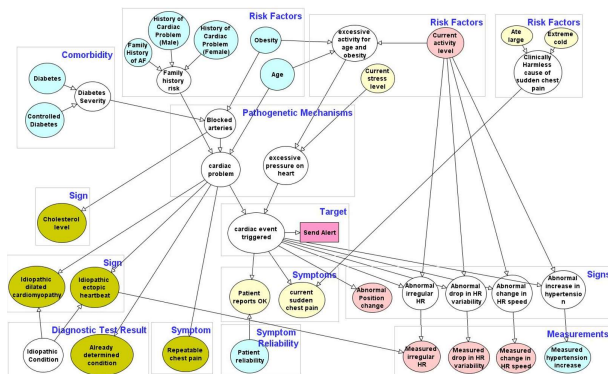 Risk Factors
History of
Cardiac
Problem
(Male)
History of
Cardiac
Problem
(Female)
Family
History
of AF
Family
history
risk
Obesity
Age
excessive
activity for
age and
obesity
Current
stress level
Risk Factors
Current
activity
level
Risk Factors
Ate
large
Extreme
cold
Clinically
Harmless
cause of
sudden chest
pain
Comorbidity
Diabetes
Controlled
Diabetes
Diabetes
Severity
Pathogenetic Mechanisms
Blocked
arteries
cardiac
problem
excessive
pressure on
heart
Sign
Cholesterol
level
Target
cardiac event
triggered
Send Alert
Sign
Idiopathic
dilated
cardiomyopathy
Idiopathic
ectopic
heartbeat
Symptoms
Patient
reports OK
current
sudden
chest pain
Signs
Abnormal
Position
change
Abnormal
irregular
HR
Abnormal
drop in HR
variability
Abnormal
change in
HR speed
Abnormal
increase in
hypertensio
n
Diagnostic Test/Result
Idiopathic
Condition
Already
determined
condition
Symptom
Repeatable
chest pain
Symptom
Reliability
Patient
reliability
Measurements
Measured
irregular
HR
Measured
drop in HR
variability
Measured
change in
HR speed
Measured
hypertension
increase